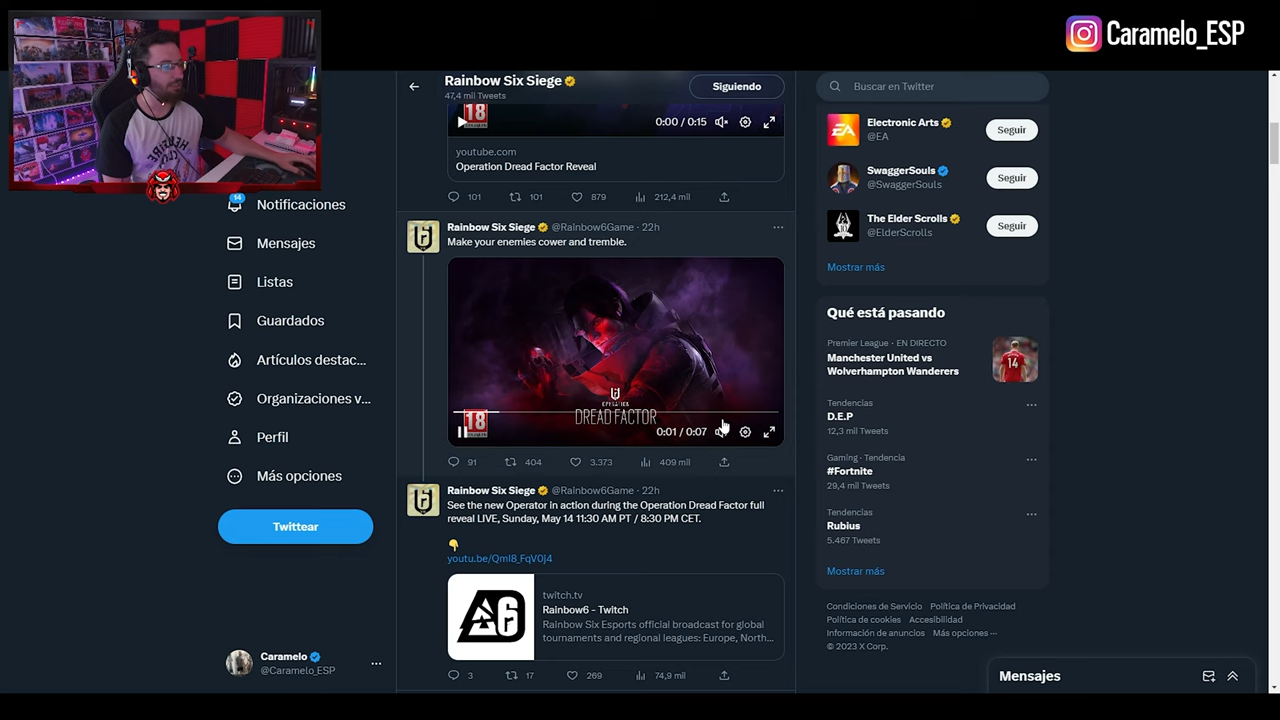 Caramelo_ESP
Rainbow Six Siege
47,4 mil Tweets
Siguiendo
Buscar en Twitter
18
0:00 / 0:15
youtube.com
Operation Dread Factor Reveal
101
101
879
212,4 mil
14
Notificaciones
Mensajes
Listas
Guardados
Artículos destac...
Organizaciones v...
Perfil
Más opciones
Twittear
Caramelo
@Caramelo_ESP
Rainbow Six Siege @Rainbow6Game · 22h
Make your enemies cower and tremble.
OPERATION
DREAD FACTOR
18
0:01 / 0:07
91
404
3.373
409 mil
Rainbow Six Siege @Rainbow6Game · 22h
See the new Operator in action during the Operation Dread Factor full
reveal LIVE, Sunday, May 14 11:30 AM PT / 8:30 PM CET.
👇
youtu.be/QmI8_FqV0J4
A6
twitch.tv
Rainbow6 - Twitch
Rainbow Six Esports official broadcast for global
tournaments and regional leagues: Europe, North...
3
17
269
74,9 mil
Electronic Arts
@EA
Seguir
SwaggerSouls
@SwaggerSouls
Seguir
The Elder Scrolls
@ElderScrolls
Seguir
Mostrar más
Qué está pasando
Premier League · EN DIRECTO
Manchester United vs
Wolverhampton Wanderers
14
Tendencias
D.E.P
12,3 mil Tweets
Gaming · Tendencia
#Fortnite
29,4 mil Tweets
Tendencias
Rubius
5.467 Tweets
Mostrar más
Condiciones de Servicio Política de Privacidad
Política de cookies Accesibilidad
Información de anuncios Más opciones ···
© 2023 X Corp.
Mensajes